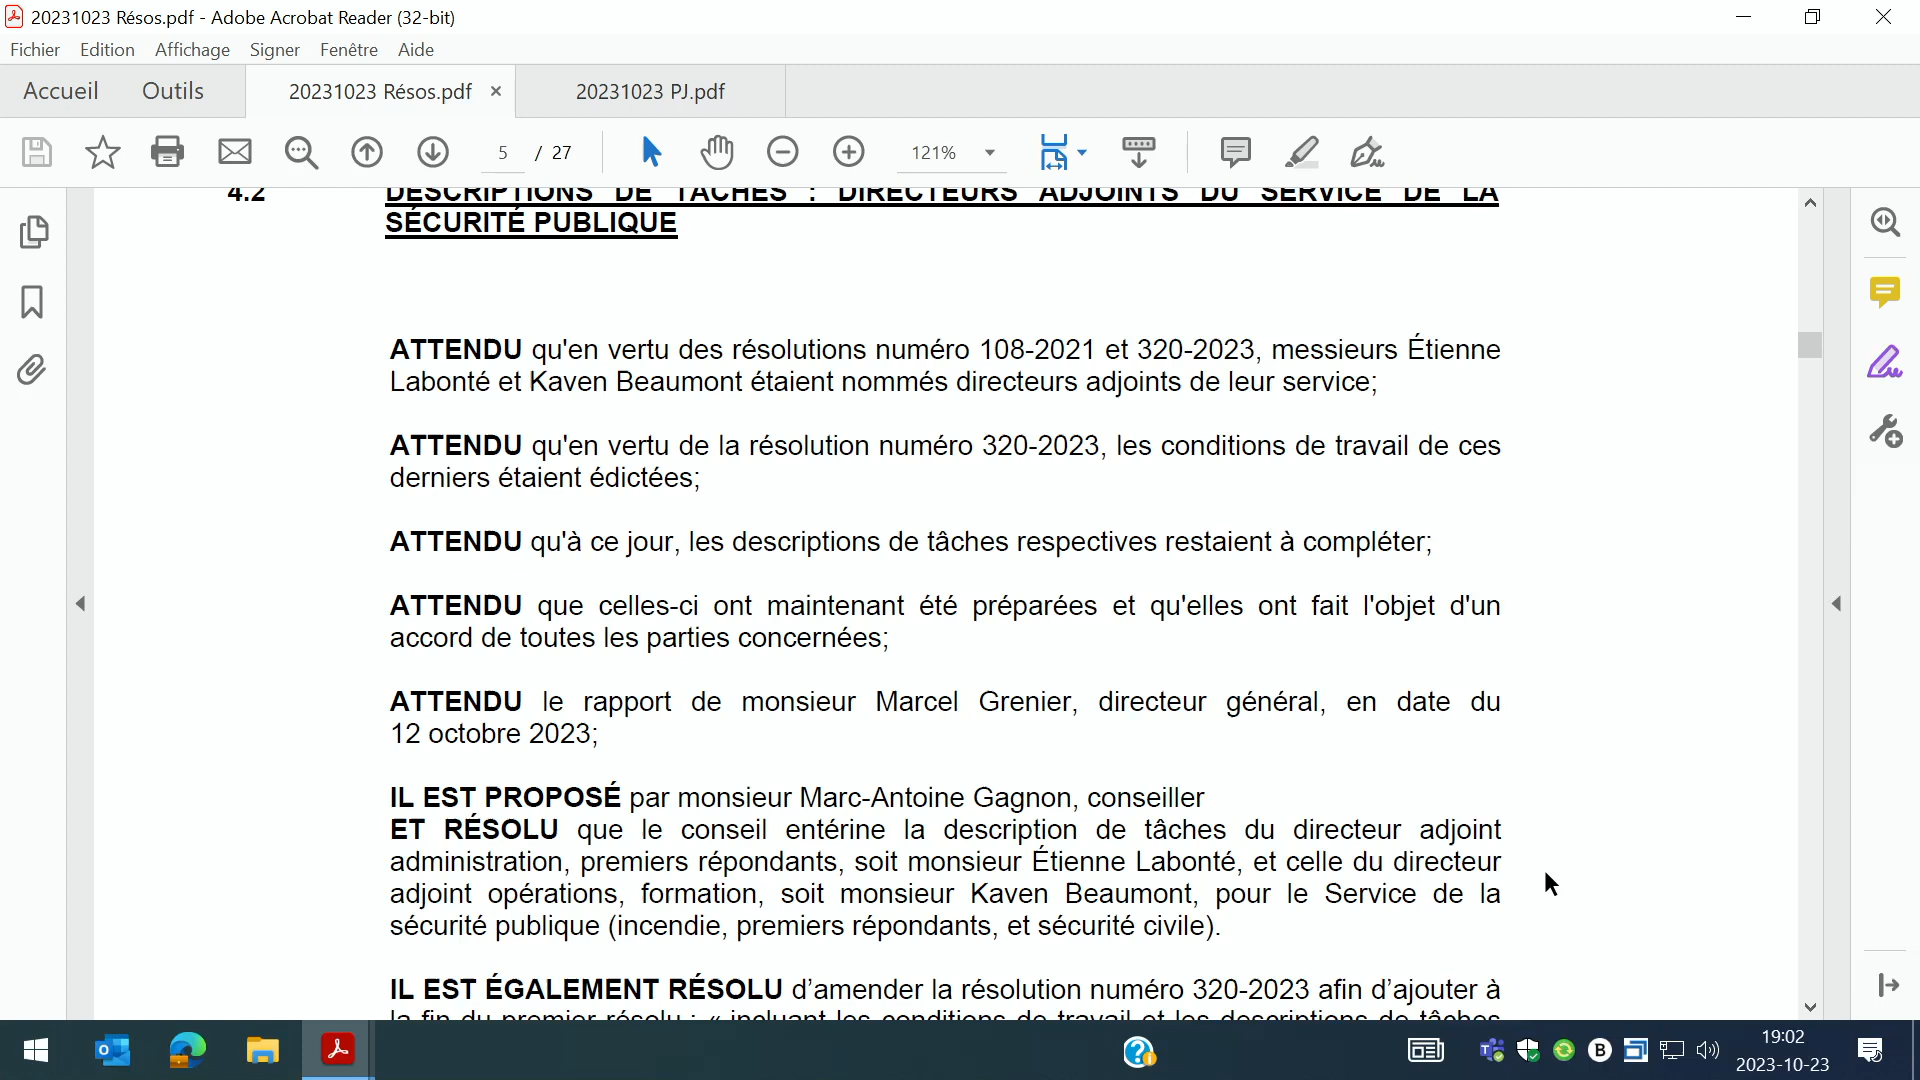 20231023 Résos.pdf - Adobe Acrobat Reader (32-bit)
Fichier Edition Affichage Signer Fenêtre Aide
Accueil Outils 20231023 Résos.pdf × 20231023 PJ.pdf
5 / 27 121%
4.2 DESCRIPTIONS DE TÂCHES : DIRECTEURS ADJOINTS DU SERVICE DE LA
SÉCURITÉ PUBLIQUE
ATTENDU qu'en vertu des résolutions numéro 108-2021 et 320-2023, messieurs Étienne
Labonté et Kaven Beaumont étaient nommés directeurs adjoints de leur service;
ATTENDU qu'en vertu de la résolution numéro 320-2023, les conditions de travail de ces
derniers étaient édictées;
ATTENDU qu'à ce jour, les descriptions de tâches respectives restaient à compléter;
ATTENDU que celles-ci ont maintenant été préparées et qu'elles ont fait l'objet d'un
accord de toutes les parties concernées;
ATTENDU le rapport de monsieur Marcel Grenier, directeur général, en date du
12 octobre 2023;
IL EST PROPOSÉ par monsieur Marc-Antoine Gagnon, conseiller
ET RÉSOLU que le conseil entérine la description de tâches du directeur adjoint
administration, premiers répondants, soit monsieur Étienne Labonté, et celle du directeur
adjoint opérations, formation, soit monsieur Kaven Beaumont, pour le Service de la
sécurité publique (incendie, premiers répondants, et sécurité civile).
IL EST ÉGALEMENT RÉSOLU d’amender la résolution numéro 320-2023 afin d’ajouter à
la fin du premier résolu : « incluant les conditions de travail et les descriptions de tâches
19:02
2023-10-23